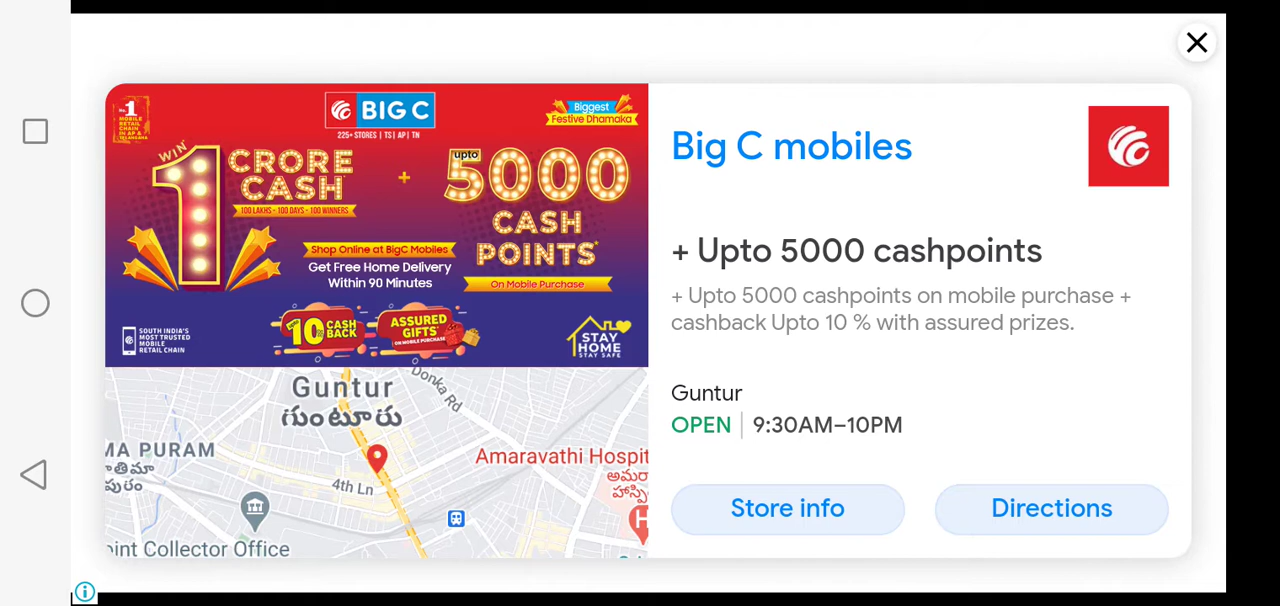 No.1
MOBILE
RETAIL
CHAIN
IN AP &
TELANGANA
BIG C
225+ STORES | TS | AP | TN
Biggest
Festive Dhamaka
WIN
1
CRORE
CASH*
100 LAKHS - 100 DAYS - 100 WINNERS
+
upto
5000
CASH
POINTS*
On Mobile Purchase
Shop Online at BigC Mobiles
Get Free Home Delivery
Within 90 Minutes
SOUTH INDIA'S
MOST TRUSTED
MOBILE
RETAIL CHAIN
10% CASH
BACK
ASSURED
GIFTS*
ON MOBILE PURCHASE
STAY
HOME
STAY SAFE
Guntur
గుంటూరు
Donka Rd
MA PURAM
ాతిమా
పురం
4th Ln
Amaravathi Hospit
అమరా
హాస్పి
H
oint Collector Office
Big C mobiles
+ Upto 5000 cashpoints
+ Upto 5000 cashpoints on mobile purchase +
cashback Upto 10 % with assured prizes.
Guntur
OPEN | 9:30AM–10PM
Store info
Directions